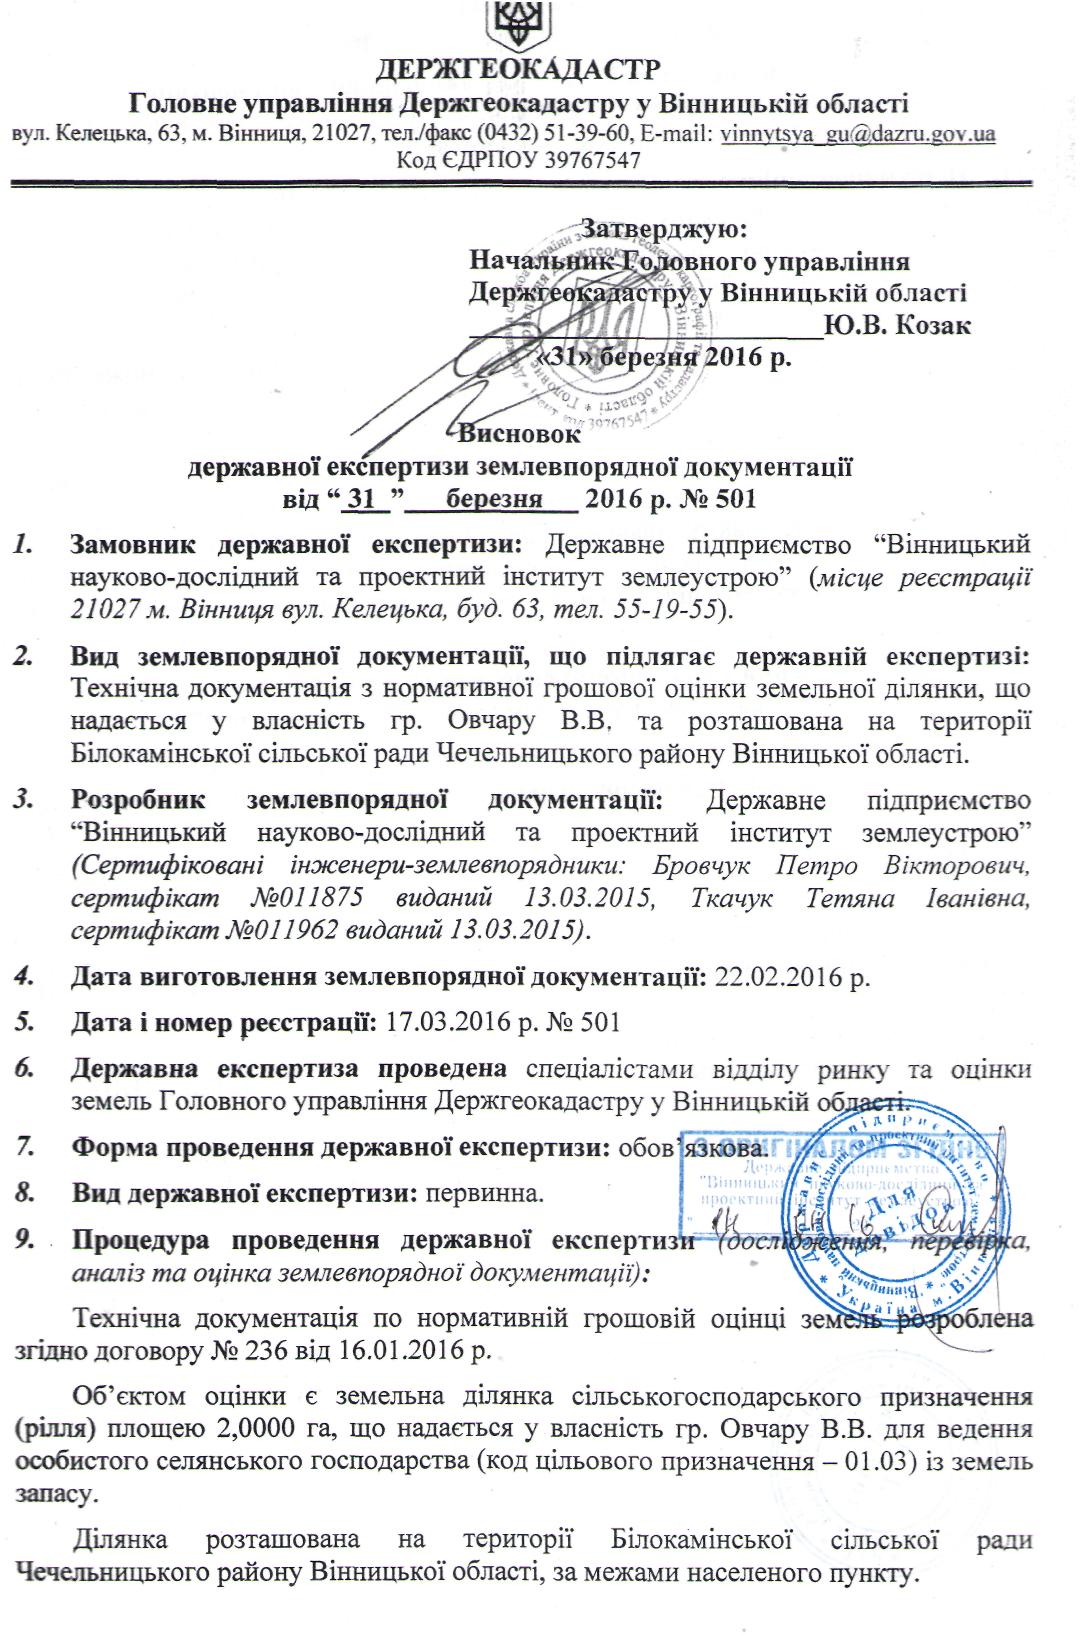 ДЕРЖГЕОКАДАСТР
Головне управління Держгеокадастру у Вінницькій області
вул. Келецька, 63, м. Вінниця, 21027, тел./факс (0432) 51-39-60, E-mail: vinnytsya_gu@dazru.gov.ua
Код ЄДРПОУ 39767547
Затверджую:
Начальник Головного управління
Держгеокадастру у Вінницькій області
Ю.В. Козак
«31» березня 2016 р.
Висновок
державної експертизи землевпорядної документації
від “ 31 ” березня 2016 р. № 501
1. Замовник державної експертизи: Державне підприємство “Вінницький
науково-дослідний та проектний інститут землеустрою” (місце реєстрації
21027 м. Вінниця вул. Келецька, буд. 63, тел. 55-19-55).
2. Вид землевпорядної документації, що підлягає державній експертизі:
Технічна документація з нормативної грошової оцінки земельної ділянки, що
надається у власність гр. Овчару В.В. та розташована на території
Білокамінської сільської ради Чечельницького району Вінницької області.
3. Розробник землевпорядної документації: Державне підприємство
“Вінницький науково-дослідний та проектний інститут землеустрою”
(Сертифіковані інженери-землевпорядники: Бровчук Петро Вікторович,
сертифікат №011875 виданий 13.03.2015, Ткачук Тетяна Іванівна,
сертифікат №011962 виданий 13.03.2015).
4. Дата виготовлення землевпорядної документації: 22.02.2016 р.
5. Дата і номер реєстрації: 17.03.2016 р. № 501
6. Державна експертиза проведена спеціалістами відділу ринку та оцінки
земель Головного управління Держгеокадастру у Вінницькій області.
7. Форма проведення державної експертизи: обов’язкова.
З ОРИГІНАЛОМ ЗГІДНО
Державне підприємство
"Вінницький науково-дослідний
8. Вид державної експертизи: первинна.
Для
довідок
Україна м. Вінниця
9. Процедура проведення державної експертизи (дослідження, перевірка,
аналіз та оцінка землевпорядної документації):
Технічна документація по нормативній грошовій оцінці земель розроблена
згідно договору № 236 від 16.01.2016 р.
Об’єктом оцінки є земельна ділянка сільськогосподарського призначення
(рілля) площею 2,0000 га, що надається у власність гр. Овчару В.В. для ведення
особистого селянського господарства (код цільового призначення – 01.03) із земель
запасу.
Ділянка розташована на території Білокамінської сільської ради
Чечельницького району Вінницької області, за межами населеного пункту.